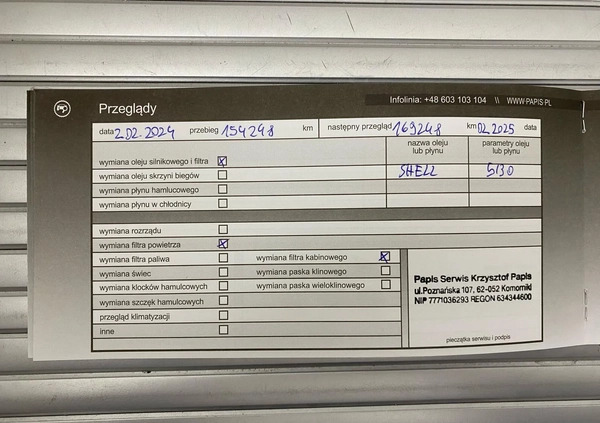 Przeglądy
Infolinia: +48 603 103 104 \\ WWW.PAPIS.PL
data 2.02.2024 przebieg 154248 km następny przegląd 169248 km 02.2025 data
nazwa oleju lub płynu
parametry oleju lub płynu
wymiana oleju silnikowego i filtra
SHELL 5W30
wymiana oleju skrzyni biegów
wymiana płynu hamulcowego
wymiana płynu w chłodnicy
wymiana rozrządu
wymiana filtra powietrza
wymiana filtra paliwa
wymiana filtra kabinowego
wymiana świec
wymiana paska klinowego
wymiana klocków hamulcowych
wymiana paska wieloklinowego
wymiana szczęk hamulcowych
przegląd klimatyzacji
inne
Papis Serwis Krzysztof Papis
ul.Poznańska 107, 62-052 Komorniki
NIP 7771036293 REGON 634344600
pieczątka serwisu i podpis